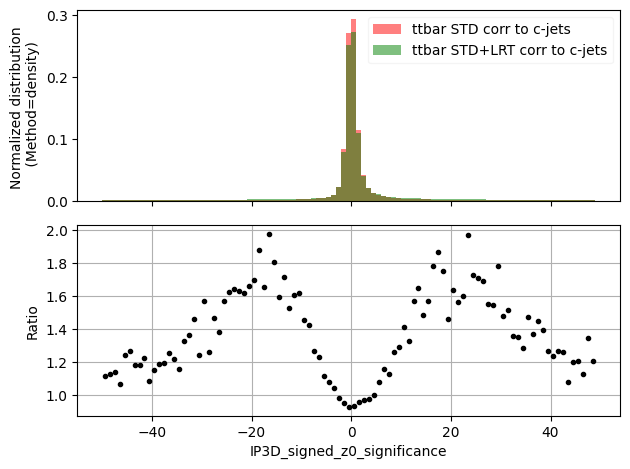 Normalized distribution
(Method=density)
0.3
0.2
0.1
0.0
ttbar STD corr to c-jets
ttbar STD+LRT corr to c-jets
Ratio
2.0
1.8
1.6
1.4
1.2
1.0
−40
−20
0
20
40
IP3D_signed_z0_significance